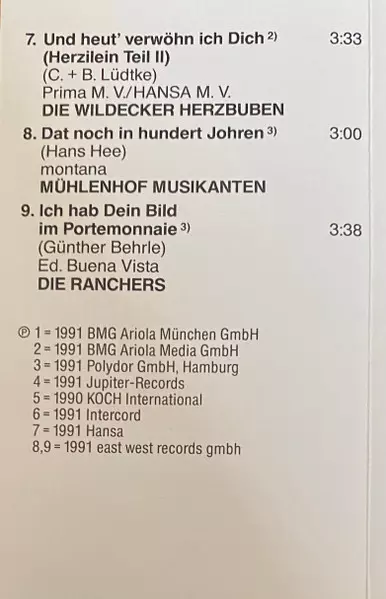 7. Und heut' verwöhn ich Dich 2) 3:33
(Herzilein Teil II)
(C. + B. Lüdtke)
Prima M. V./HANSA M. V.
DIE WILDECKER HERZBUBEN
8. Dat noch in hundert Johren 3) 3:00
(Hans Hee)
montana
MÜHLENHOF MUSIKANTEN
9. Ich hab Dein Bild
im Portemonnaie 3) 3:38
(Günther Behrle)
Ed. Buena Vista
DIE RANCHERS
℗ 1 = 1991 BMG Ariola München GmbH
2 = 1991 BMG Ariola Media GmbH
3 = 1991 Polydor GmbH, Hamburg
4 = 1991 Jupiter-Records
5 = 1990 KOCH International
6 = 1991 Intercord
7 = 1991 Hansa
8,9 = 1991 east west records gmbh